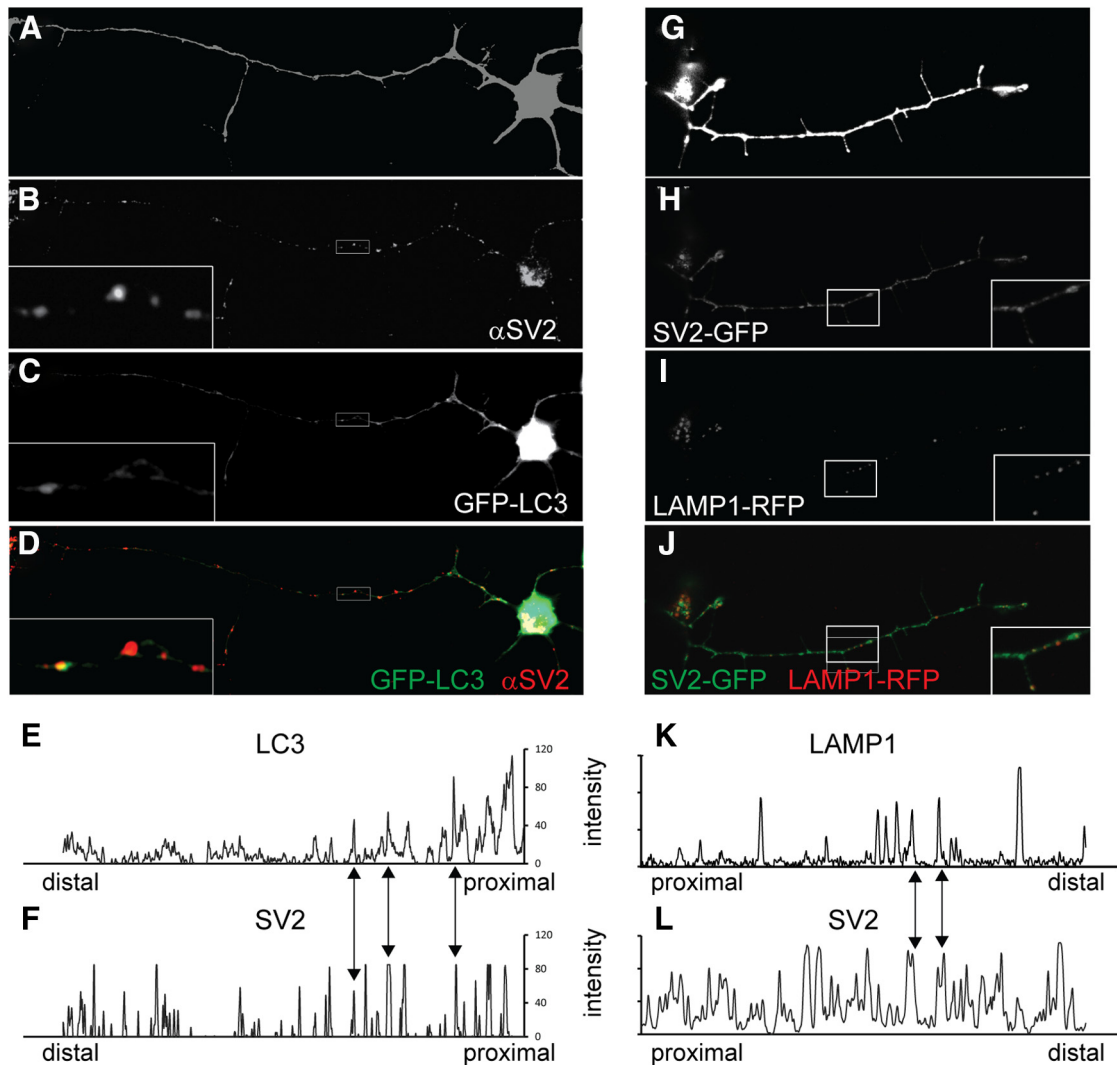 A
B
αSV2
C
GFP-LC3
D
GFP-LC3 αSV2
E
LC3
120
80
40
0
intensity
distal
proximal
F
SV2
120
80
40
0
intensity
distal
proximal
G
H
SV2-GFP
I
LAMP1-RFP
J
SV2-GFP LAMP1-RFP
K
LAMP1
proximal
distal
L
SV2
proximal
distal